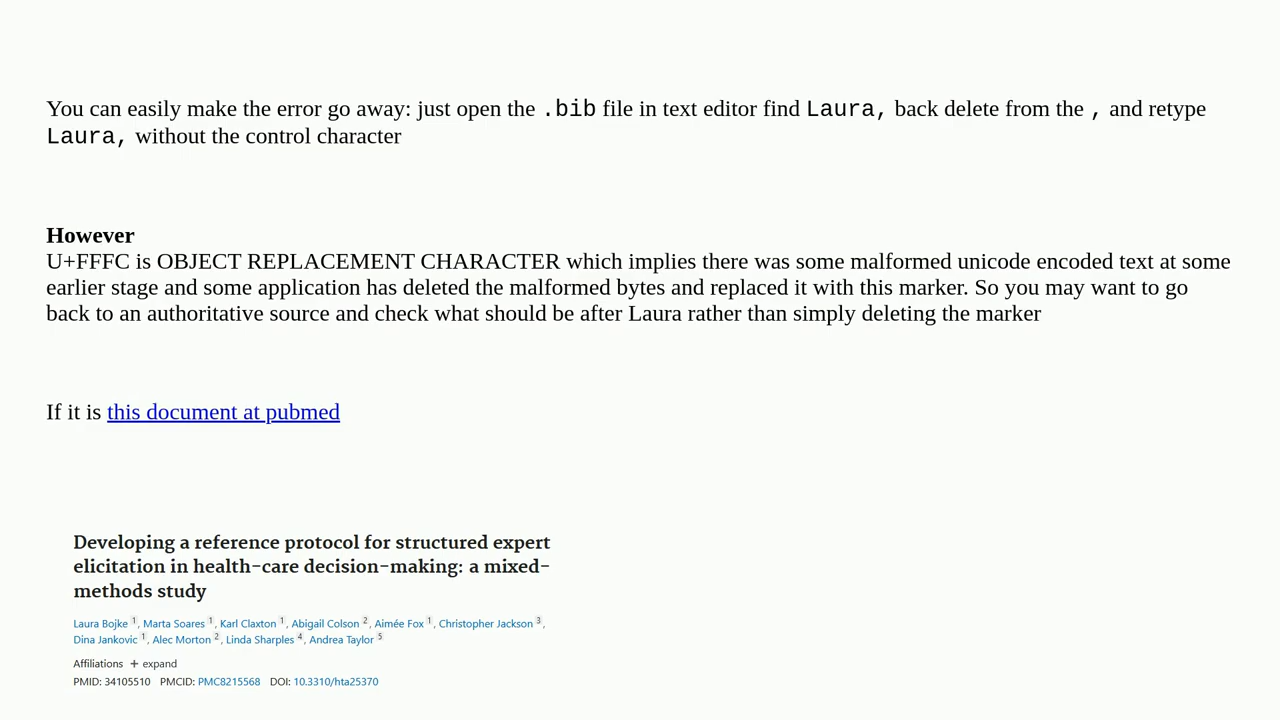 You can easily make the error go away: just open the .bib file in text editor find Laura, back delete from the , and retype
Laura, without the control character
However
U+FFFC is OBJECT REPLACEMENT CHARACTER which implies there was some malformed unicode encoded text at some
earlier stage and some application has deleted the malformed bytes and replaced it with this marker. So you may want to go
back to an authoritative source and check what should be after Laura rather than simply deleting the marker
If it is this document at pubmed
Developing a reference protocol for structured expert
elicitation in health-care decision-making: a mixed-
methods study
Laura Bojke 1, Marta Soares 1, Karl Claxton 1, Abigail Colson 2, Aimée Fox 1, Christopher Jackson 3,
Dina Jankovic 1, Alec Morton 2, Linda Sharples 4, Andrea Taylor 5
Affiliations + expand
PMID: 34105510 PMCID: PMC8215568 DOI: 10.3310/hta25370